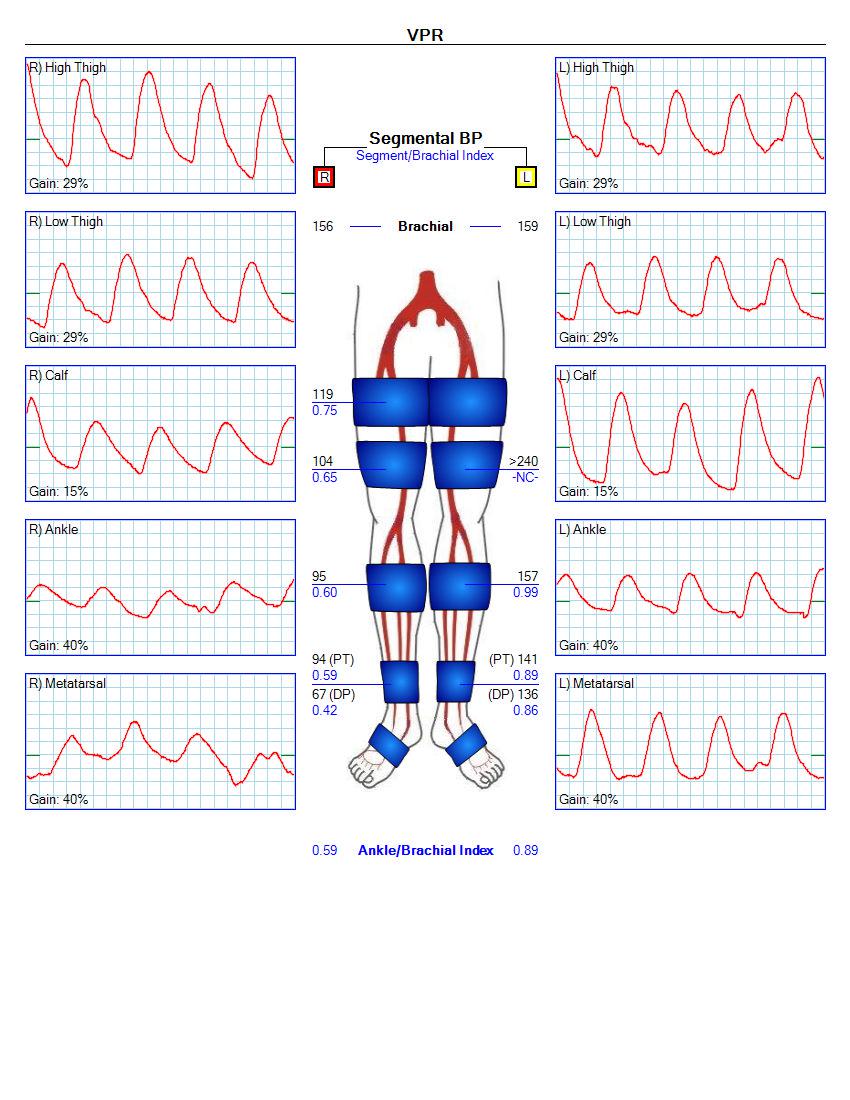 VPR
R) High Thigh
Gain: 29%
L) High Thigh
Gain: 29%
Segmental BP
Segment/Brachial Index
R
L
156 Brachial 159
R) Low Thigh
Gain: 29%
L) Low Thigh
Gain: 29%
R) Calf
Gain: 15%
L) Calf
Gain: 15%
119
0.75
104 >240
0.65 -NC-
R) Ankle
Gain: 40%
L) Ankle
Gain: 40%
95 157
0.60 0.99
94 (PT) (PT) 141
0.59 0.89
67 (DP) (DP) 136
0.42 0.86
R) Metatarsal
Gain: 40%
L) Metatarsal
Gain: 40%
0.59 Ankle/Brachial Index 0.89